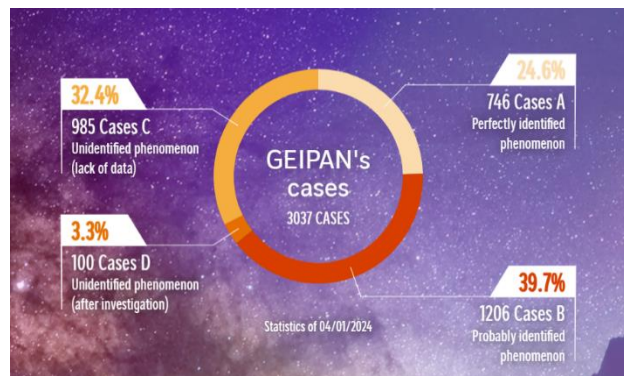 32.4%
985 Cases C
Unidentified phenomenon
(lack of data)
3.3%
100 Cases D
Unidentified phenomenon
(after investigation)
GEIPAN's
cases
3037 CASES
Statistics of 04/01/2024
24.6%
746 Cases A
Perfectly identified
phenomenon
39.7%
1206 Cases B
Probably identified
phenomenon